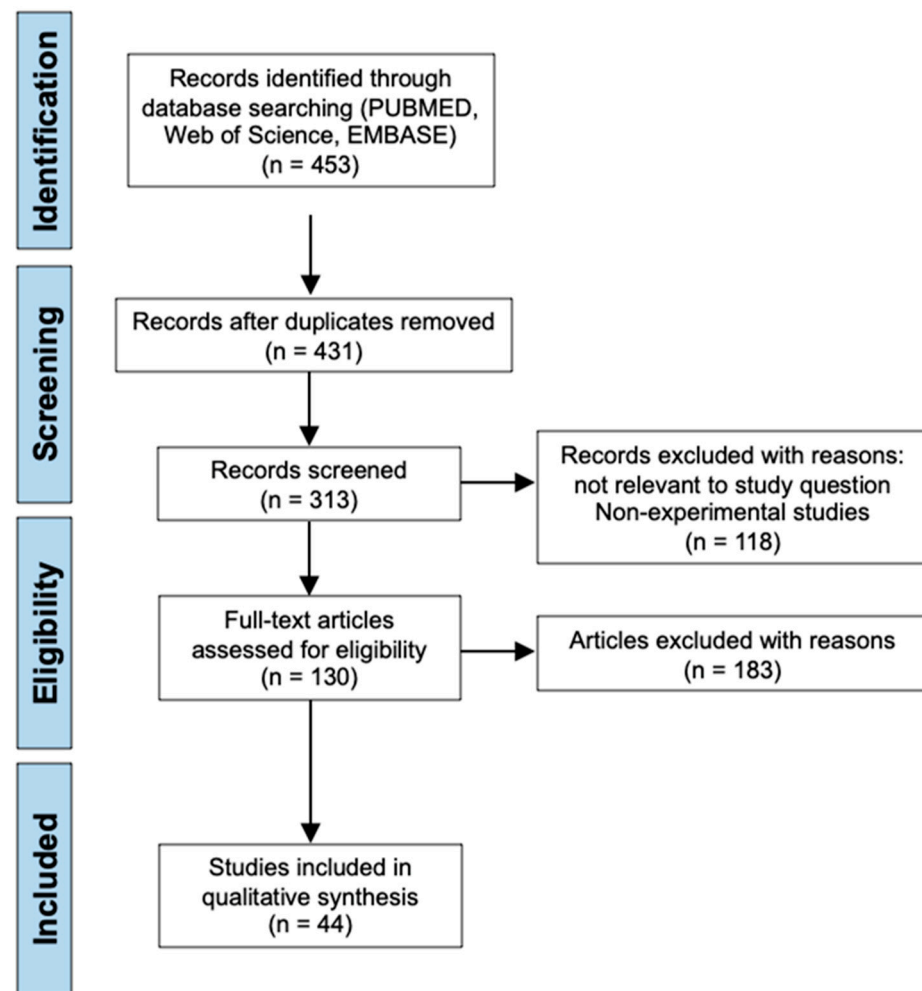 Identification
Records identified through
database searching (PUBMED,
Web of Science, EMBASE)
(n = 453)
Screening
Records after duplicates removed
(n = 431)
Records screened
(n = 313)
Records excluded with reasons:
not relevant to study question
Non-experimental studies
(n = 118)
Eligibility
Full-text articles
assessed for eligibility
(n = 130)
Articles excluded with reasons
(n = 183)
Included
Studies included in
qualitative synthesis
(n = 44)